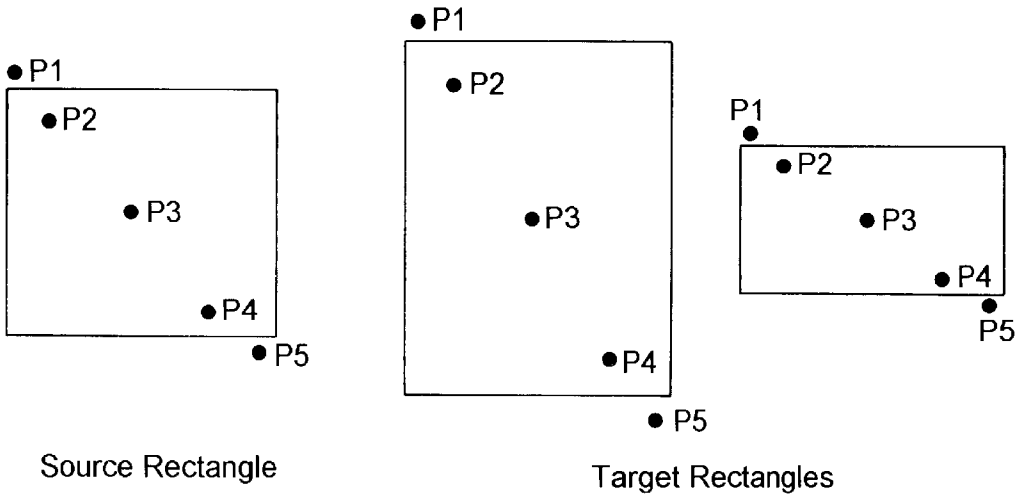 P1
P2
P3
P4
P5
Source Rectangle
P1
P2
P3
P4
P5
P1
P2
P3
P4
P5
Target Rectangles